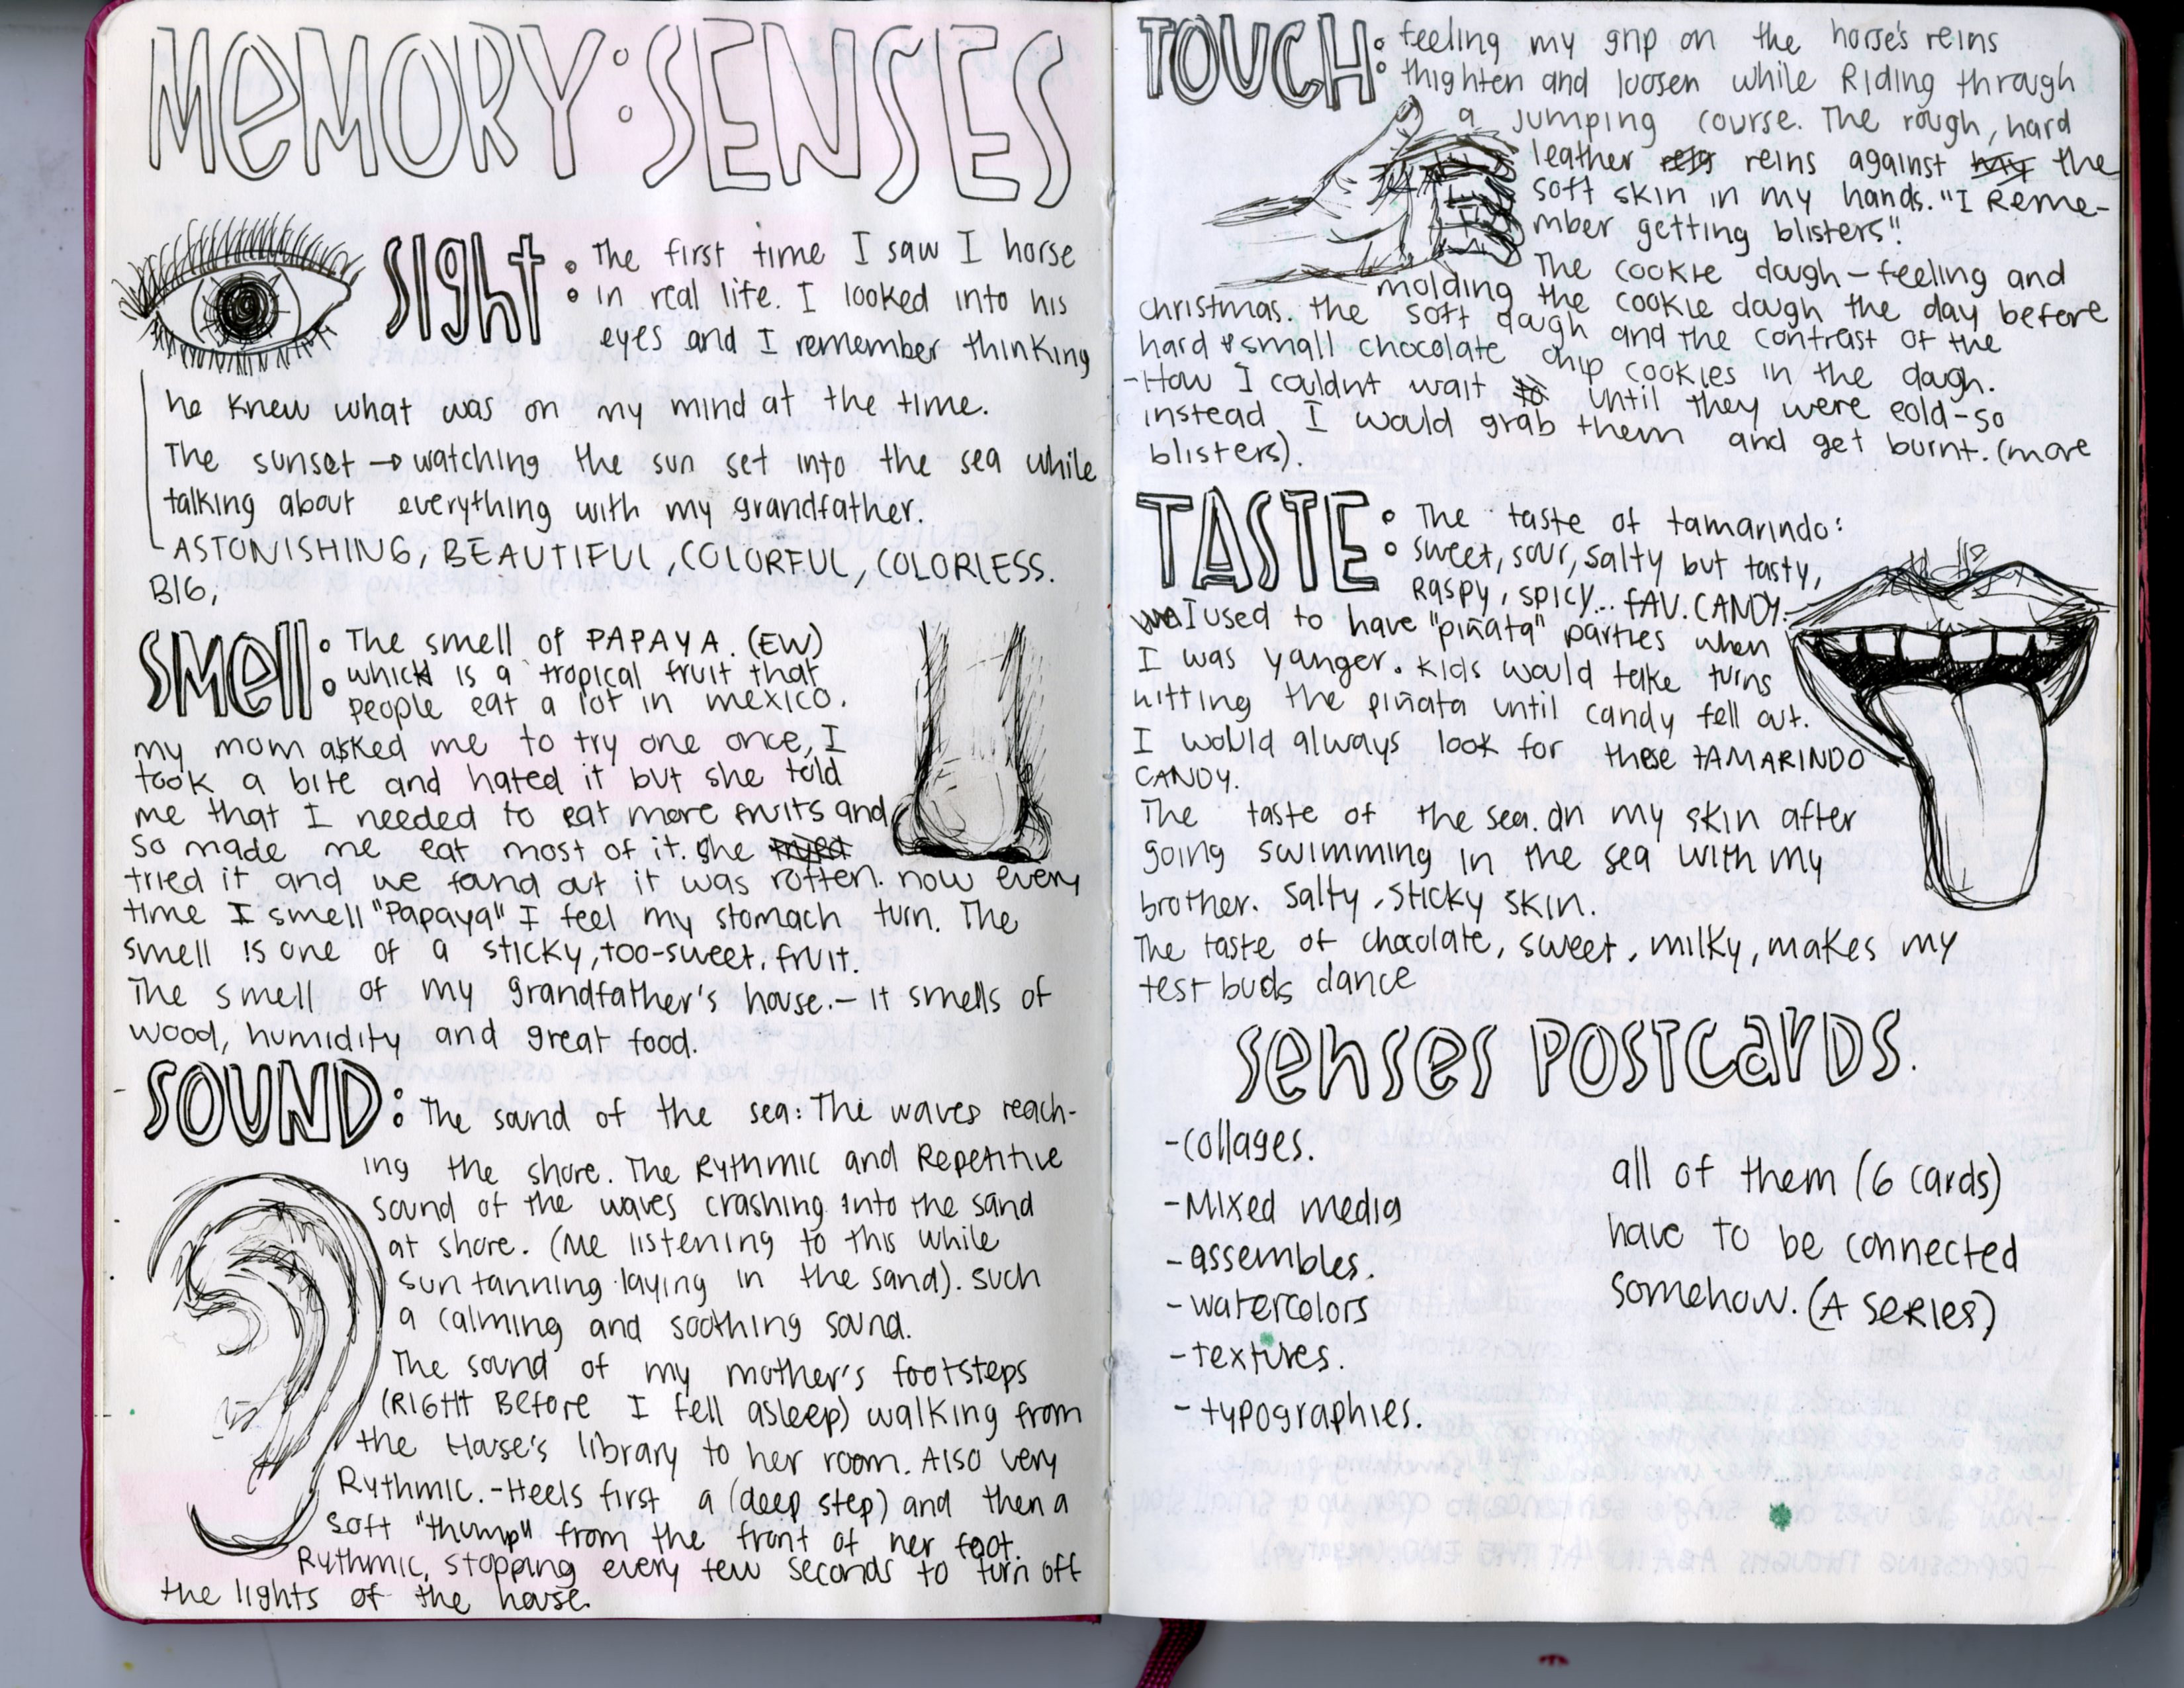 MEMORY: SENSES
SIGHT: The first time I saw I horse
in real life. I looked into his
eyes and I remember thinking
he knew what was on my mind at the time.
The sunset → watching the sun set into the sea while
talking about everything with my grandfather.
ASTONISHING, BEAUTIFUL, COLORFUL, COLORLESS.
BIG,
SMell: The smell of PAPAYA. (EW)
which is a tropical fruit that
people eat a lot in mexico.
my mom asked me to try one once, I
took a bite and hated it but she told
me that I needed to eat more fruits and
so made me eat most of it. She tried
tried it and we found out it was rotten. now every
time I smell "Papaya" I feel my stomach turn. The
smell is one of a sticky, too-sweet, fruit.
The smell of my grandfather's house. - it smells of
wood, humidity and great food.
SOUND: The sound of the sea: The waves reach-
ing the shore. The Rythmic and Repetitive
sound of the waves crashing into the sand
at shore. (Me listening to this while
sun tanning laying in the sand). such
a calming and soothing sound.
The sound of my mother's footsteps
(RIGHT BeFore I fell asleep) walking from
the House's library to her room. Also very
Rythmic. - Heels first a (deep step) and then a
soft "thump" from the front of her foot.
Rythmic, stopping every few seconds to turn off
the lights of the house.
TOUCH: feeling my grip on the horse's reins
thighten and loosen while Riding through
a jumping course. The rough, hard
leather reins against my the
soft skin in my hands. "I Reme-
mber getting blisters".
The cookie dough - feeling and
molding the cookie dough the day before
christmas. the soft dough and the contrast of the
hard & small chocolate chip cookies in the dough.
- How I couldnt wait to until they were cold - so
instead I would grab them and get burnt. (more
blisters).
TASTE: The taste of tamarindo:
sweet, sour, salty but tasty,
Raspy, spicy... FAV. CANDY.
I used to have "piñata" parties when
I was yanger. kids would take turns
hitting the piñata until candy fell out.
I would always look for these TAMARINDO
CANDY.
The taste of the sea. on my skin after
going swimming in the sea with my
brother. salty, sticky skin.
The taste of chocolate, sweet, milky, makes my
test buds dance
senses POSTCARDS.
- collages.
- Mixed media
- assembles.
- watercolors
- textures.
- typographies.
all of them (6 cards)
have to be connected
somehow. (A SERIES)